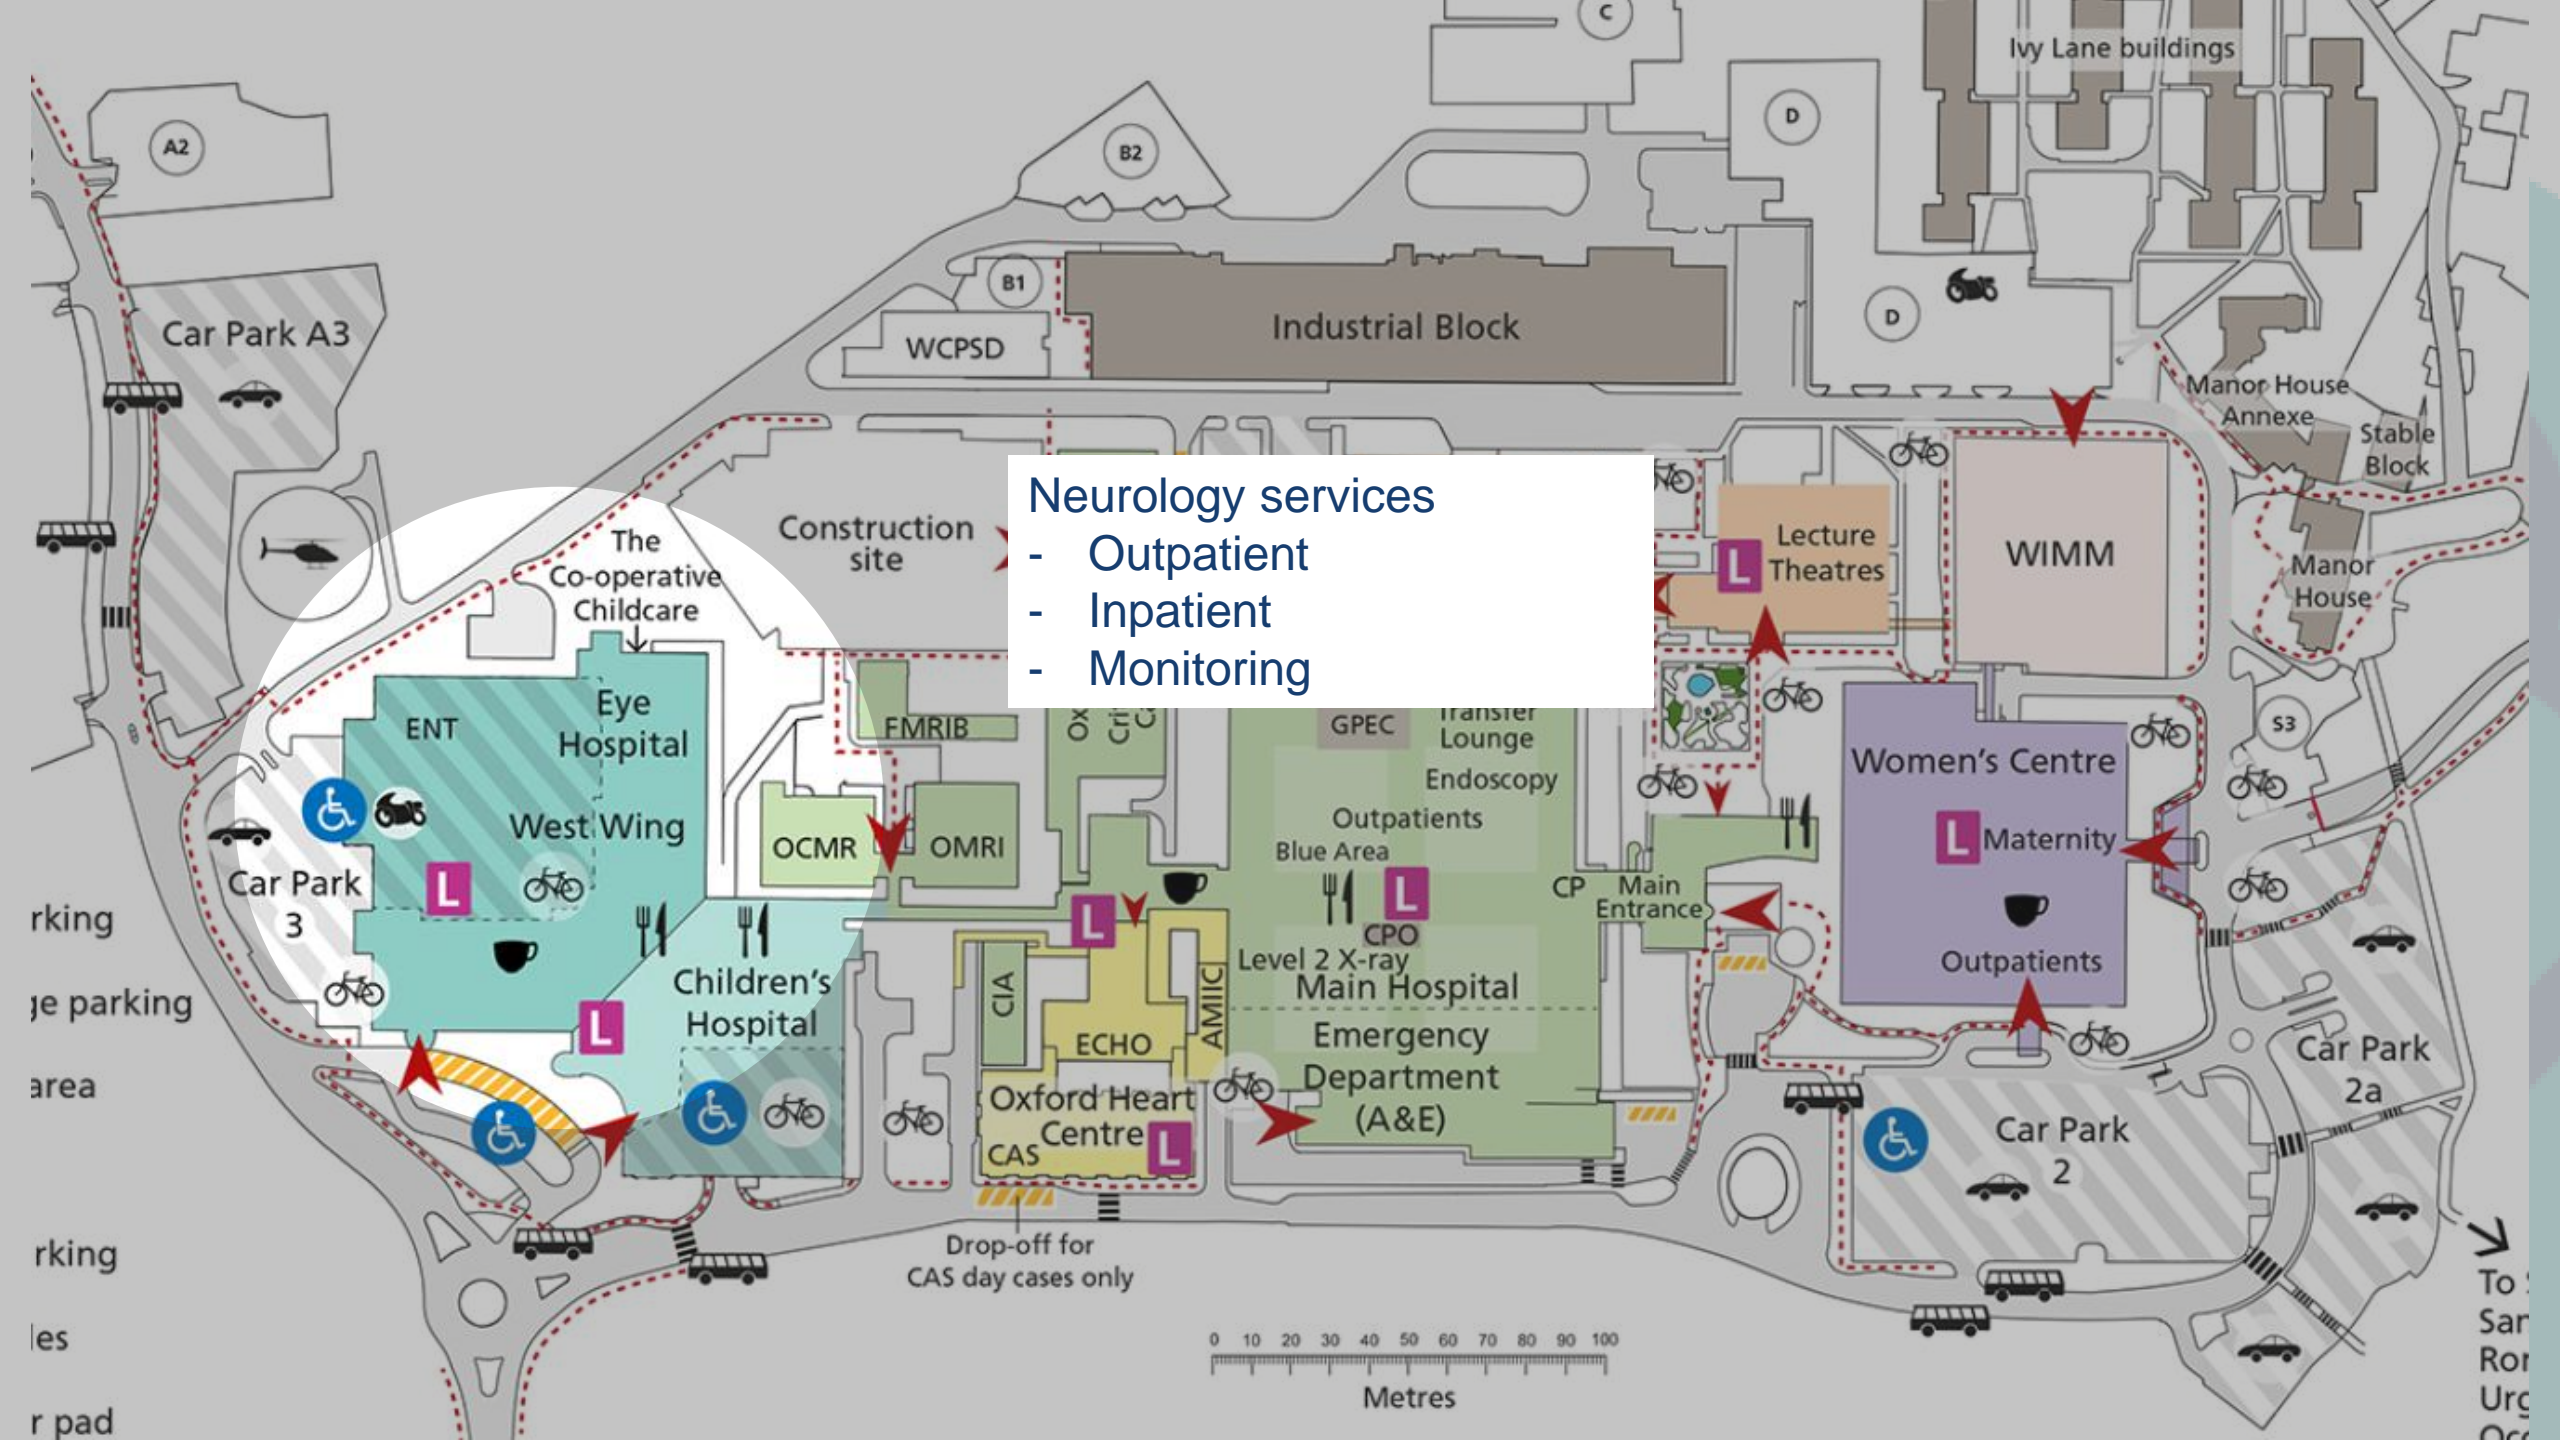 C
Ivy Lane buildings
A2
B2
D
B1
D
Industrial Block
Car Park A3
WCPSD
Manor House
Annexe
Stable
Block
Neurology services
- Outpatient
- Inpatient
- Monitoring
The
Co-operative
Childcare
Construction
site
Lecture
Theatres
L
WIMM
Manor
House
ENT
Eye
Hospital
West Wing
FMRIB
OCMR
OMRI
GPEC
Transfer
Lounge
Endoscopy
Outpatients
Blue Area
L
CPO
Level 2 X-ray
Main Hospital
CP
Main
Entrance
Emergency
Department
(A&E)
Women's Centre
L Maternity
Outpatients
S3
Car Park
3
L
L
Children's
Hospital
L
CIA
AMIIC
ECHO
Oxford Heart
Centre
CAS
L
Drop-off for
CAS day cases only
Car Park
2a
Car Park
2
rking
ge parking
area
rking
les
r pad
0 10 20 30 40 50 60 70 80 90 100
Metres
To